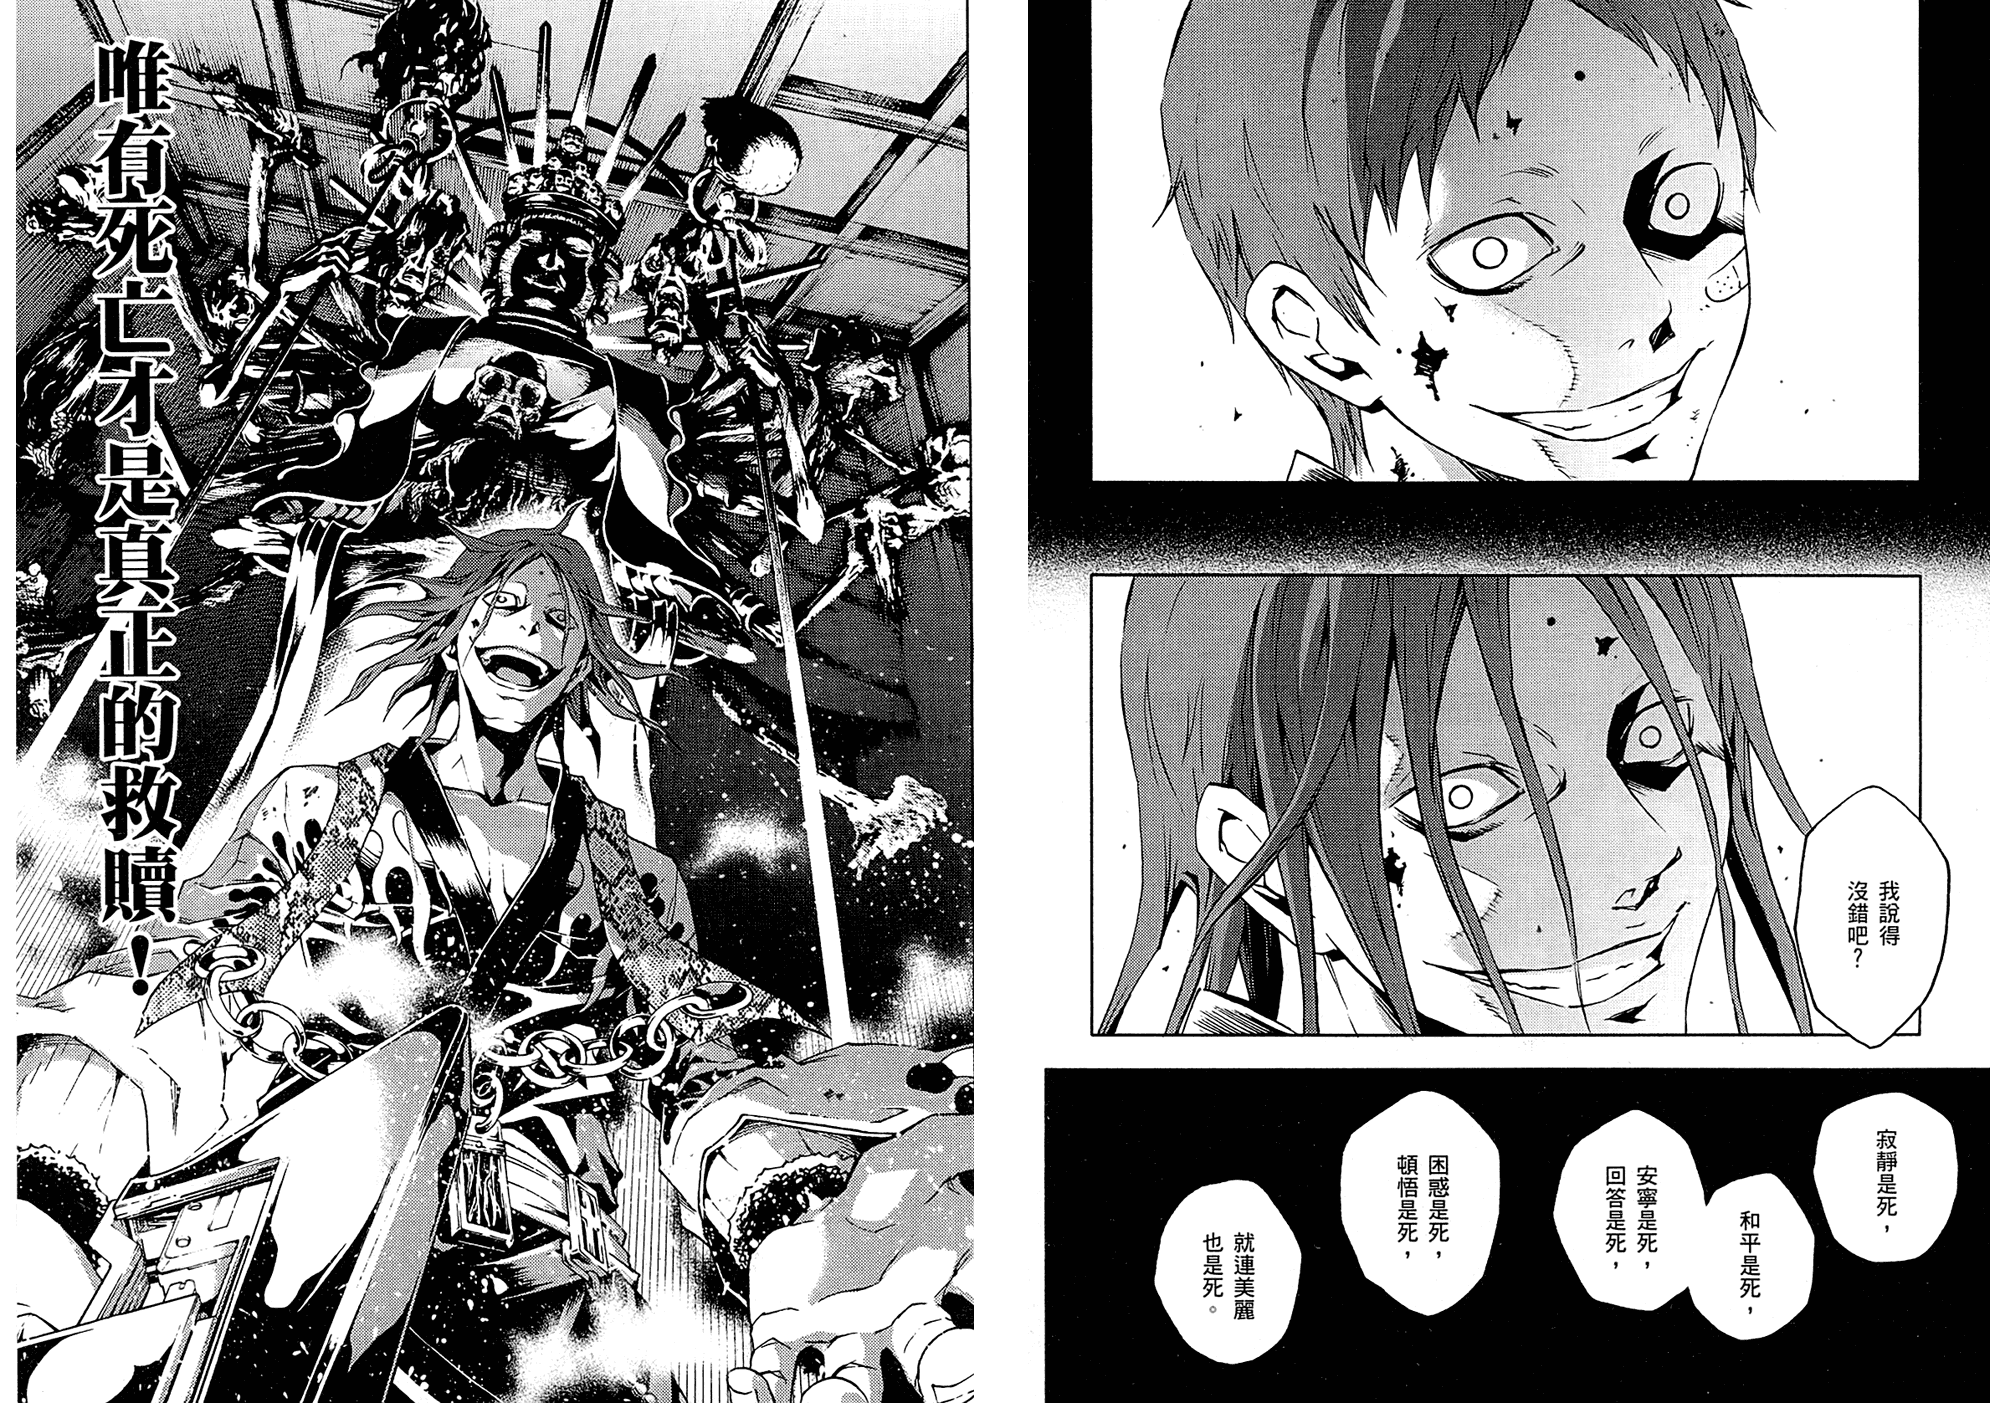 我說得
沒錯吧?
寂靜是死，
和平是死，
安寧是死，
回答是死，
困惑是死，
頓悟是死，
就連美麗
也是死。
唯有死亡才是真正的救贖！